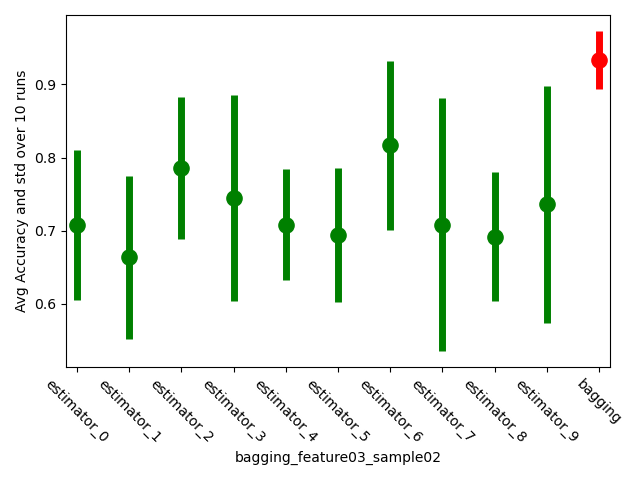 Avg Accuracy and std over 10 runs
0.9
0.8
0.7
0.6
estimator_0
estimator_1
estimator_2
estimator_3
estimator_4
estimator_5
estimator_6
estimator_7
estimator_8
estimator_9
bagging
bagging_feature03_sample02